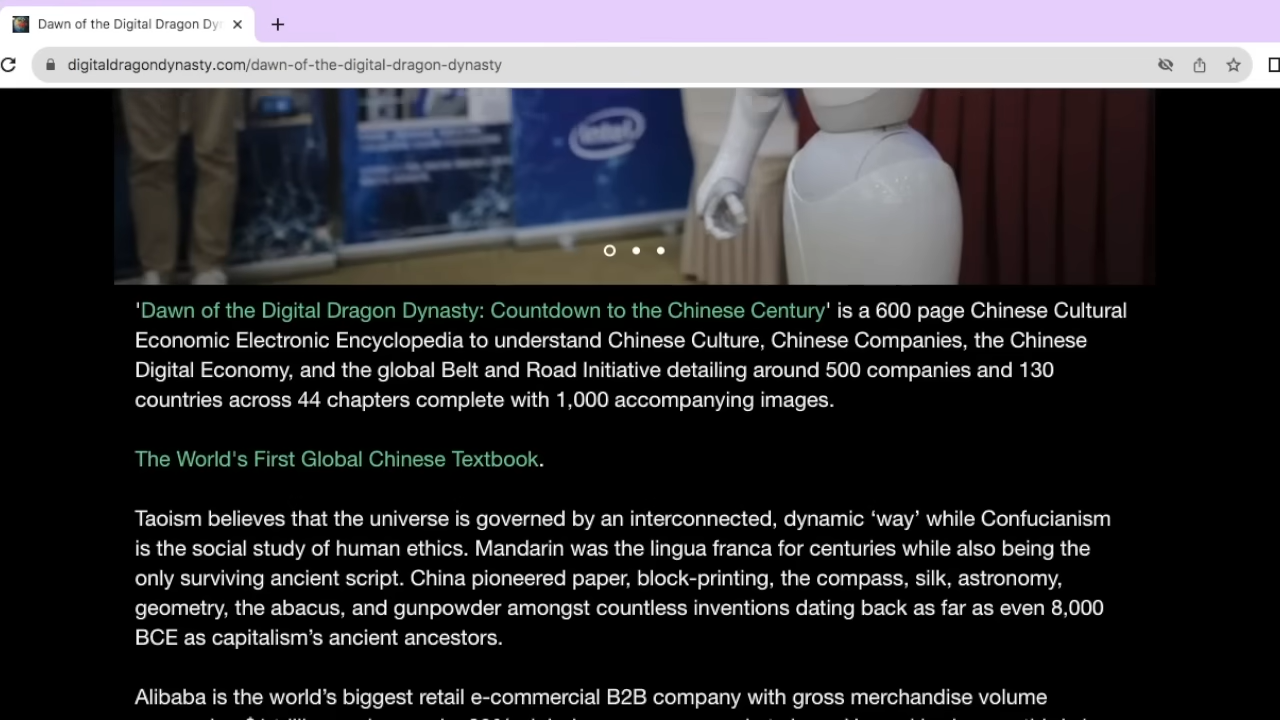 Dawn of the Digital Dragon Dy
digitaldragondynasty.com/dawn-of-the-digital-dragon-dynasty
intel
'Dawn of the Digital Dragon Dynasty: Countdown to the Chinese Century' is a 600 page Chinese Cultural
Economic Electronic Encyclopedia to understand Chinese Culture, Chinese Companies, the Chinese
Digital Economy, and the global Belt and Road Initiative detailing around 500 companies and 130
countries across 44 chapters complete with 1,000 accompanying images.
The World's First Global Chinese Textbook.
Taoism believes that the universe is governed by an interconnected, dynamic ‘way’ while Confucianism
is the social study of human ethics. Mandarin was the lingua franca for centuries while also being the
only surviving ancient script. China pioneered paper, block-printing, the compass, silk, astronomy,
geometry, the abacus, and gunpowder amongst countless inventions dating back as far as even 8,000
BCE as capitalism’s ancient ancestors.
Alibaba is the world’s biggest retail e-commercial B2B company with gross merchandise volume